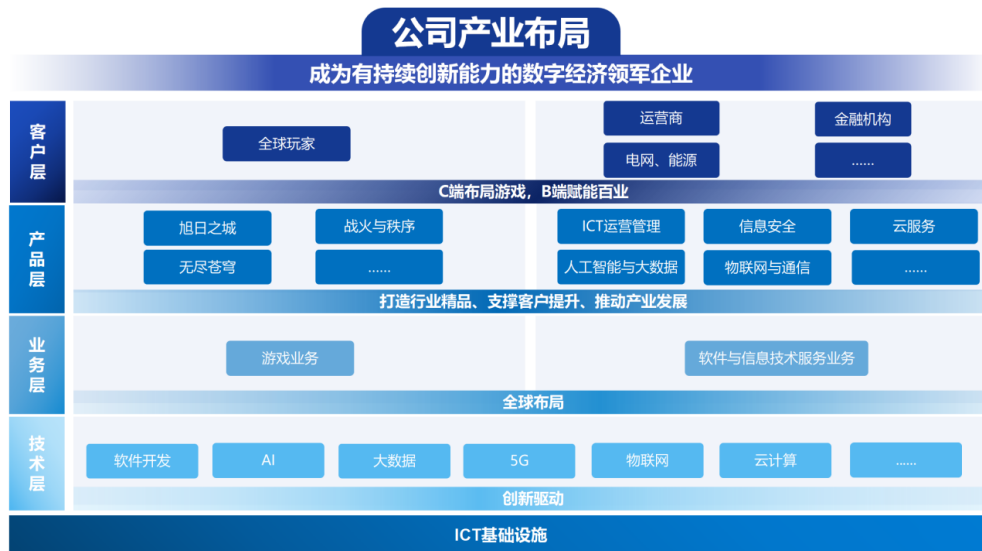 公司产业布局
成为有持续创新能力的数字经济领军企业
客户层
全球玩家
运营商
金融机构
电网、能源
......
C端布局游戏，B端赋能百业
产品层
旭日之城
战火与秩序
ICT运营管理
信息安全
云服务
无尽苍穹
......
人工智能与大数据
物联网与通信
......
打造行业精品、支撑客户提升、推动产业发展
业务层
游戏业务
软件与信息技术服务业务
全球布局
技术层
软件开发
AI
大数据
5G
物联网
云计算
......
创新驱动
ICT基础设施